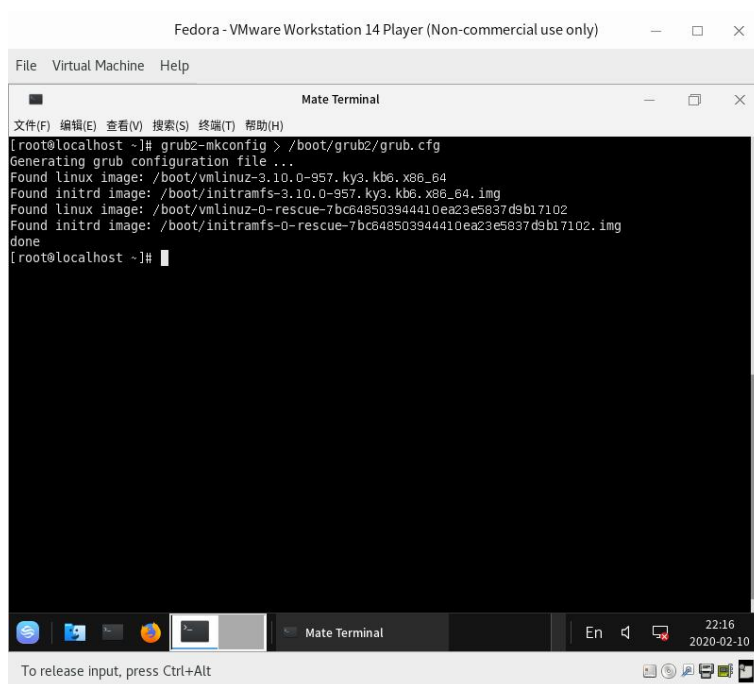 Fedora - VMware Workstation 14 Player (Non-commercial use only)
File Virtual Machine Help
Mate Terminal
文件(F) 编辑(E) 查看(V) 搜索(S) 终端(T) 帮助(H)
[root@localhost ~]# grub2-mkconfig > /boot/grub2/grub.cfg
Generating grub configuration file ...
Found linux image: /boot/vmlinuz-3.10.0-957.ky3.kb6.x86_64
Found initrd image: /boot/initramfs-3.10.0-957.ky3.kb6.x86_64.img
Found linux image: /boot/vmlinuz-0-rescue-7bc648503944410ea23e5837d9b17102
Found initrd image: /boot/initramfs-0-rescue-7bc648503944410ea23e5837d9b17102.img
done
[root@localhost ~]#
Mate Terminal
En
22:16
2020-02-10
To release input, press Ctrl+Alt